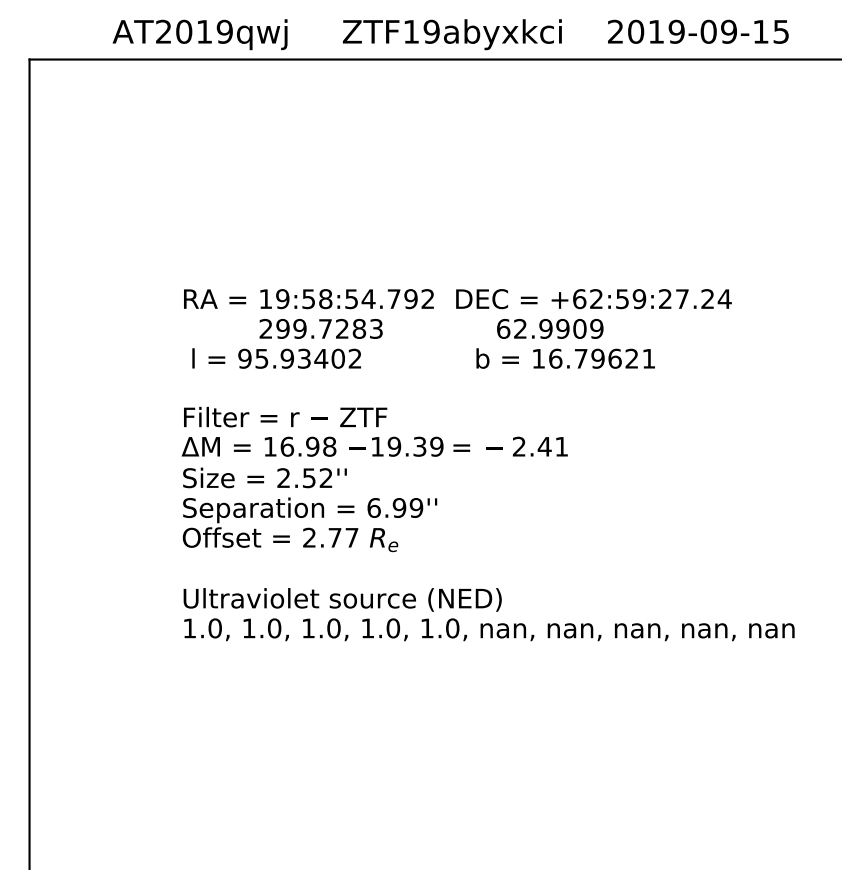 AT2019qwj ZTF19abyxkci 2019-09-15
RA = 19:58:54.792 DEC = +62:59:27.24
299.7283 62.9909
l = 95.93402 b = 16.79621
Filter = r − ZTF
ΔM = 16.98 −19.39 = − 2.41
Size = 2.52''
Separation = 6.99''
Offset = 2.77 Rₑ
Ultraviolet source (NED)
1.0, 1.0, 1.0, 1.0, 1.0, nan, nan, nan, nan, nan